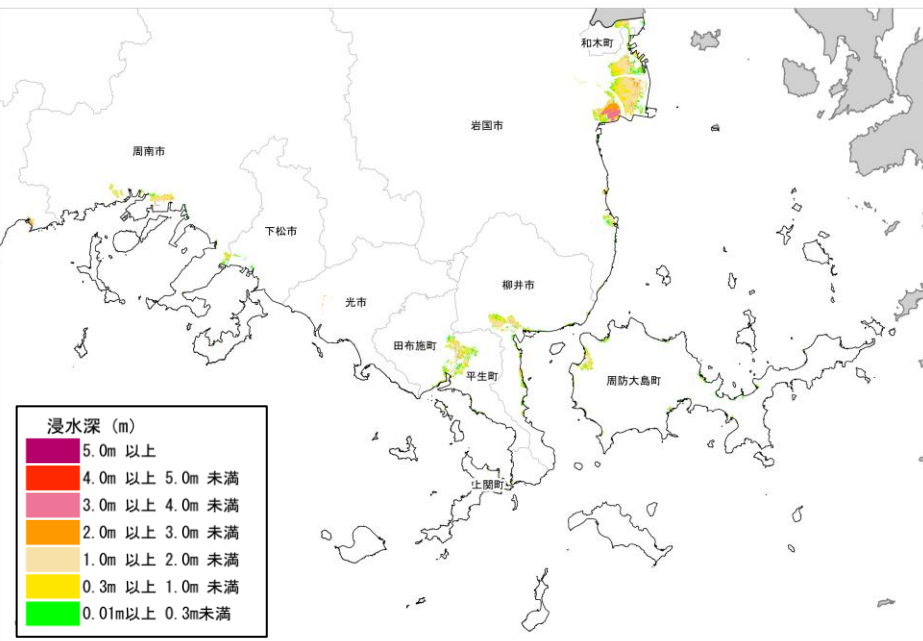 和木町
岩国市
周南市
下松市
柳井市
光市
田布施町
平生町
周防大島町
上関町
浸水深 (m)
5.0m 以上
4.0m 以上 5.0m 未満
3.0m 以上 4.0m 未満
2.0m 以上 3.0m 未満
1.0m 以上 2.0m 未満
0.3m 以上 1.0m 未満
0.01m以上 0.3m未満